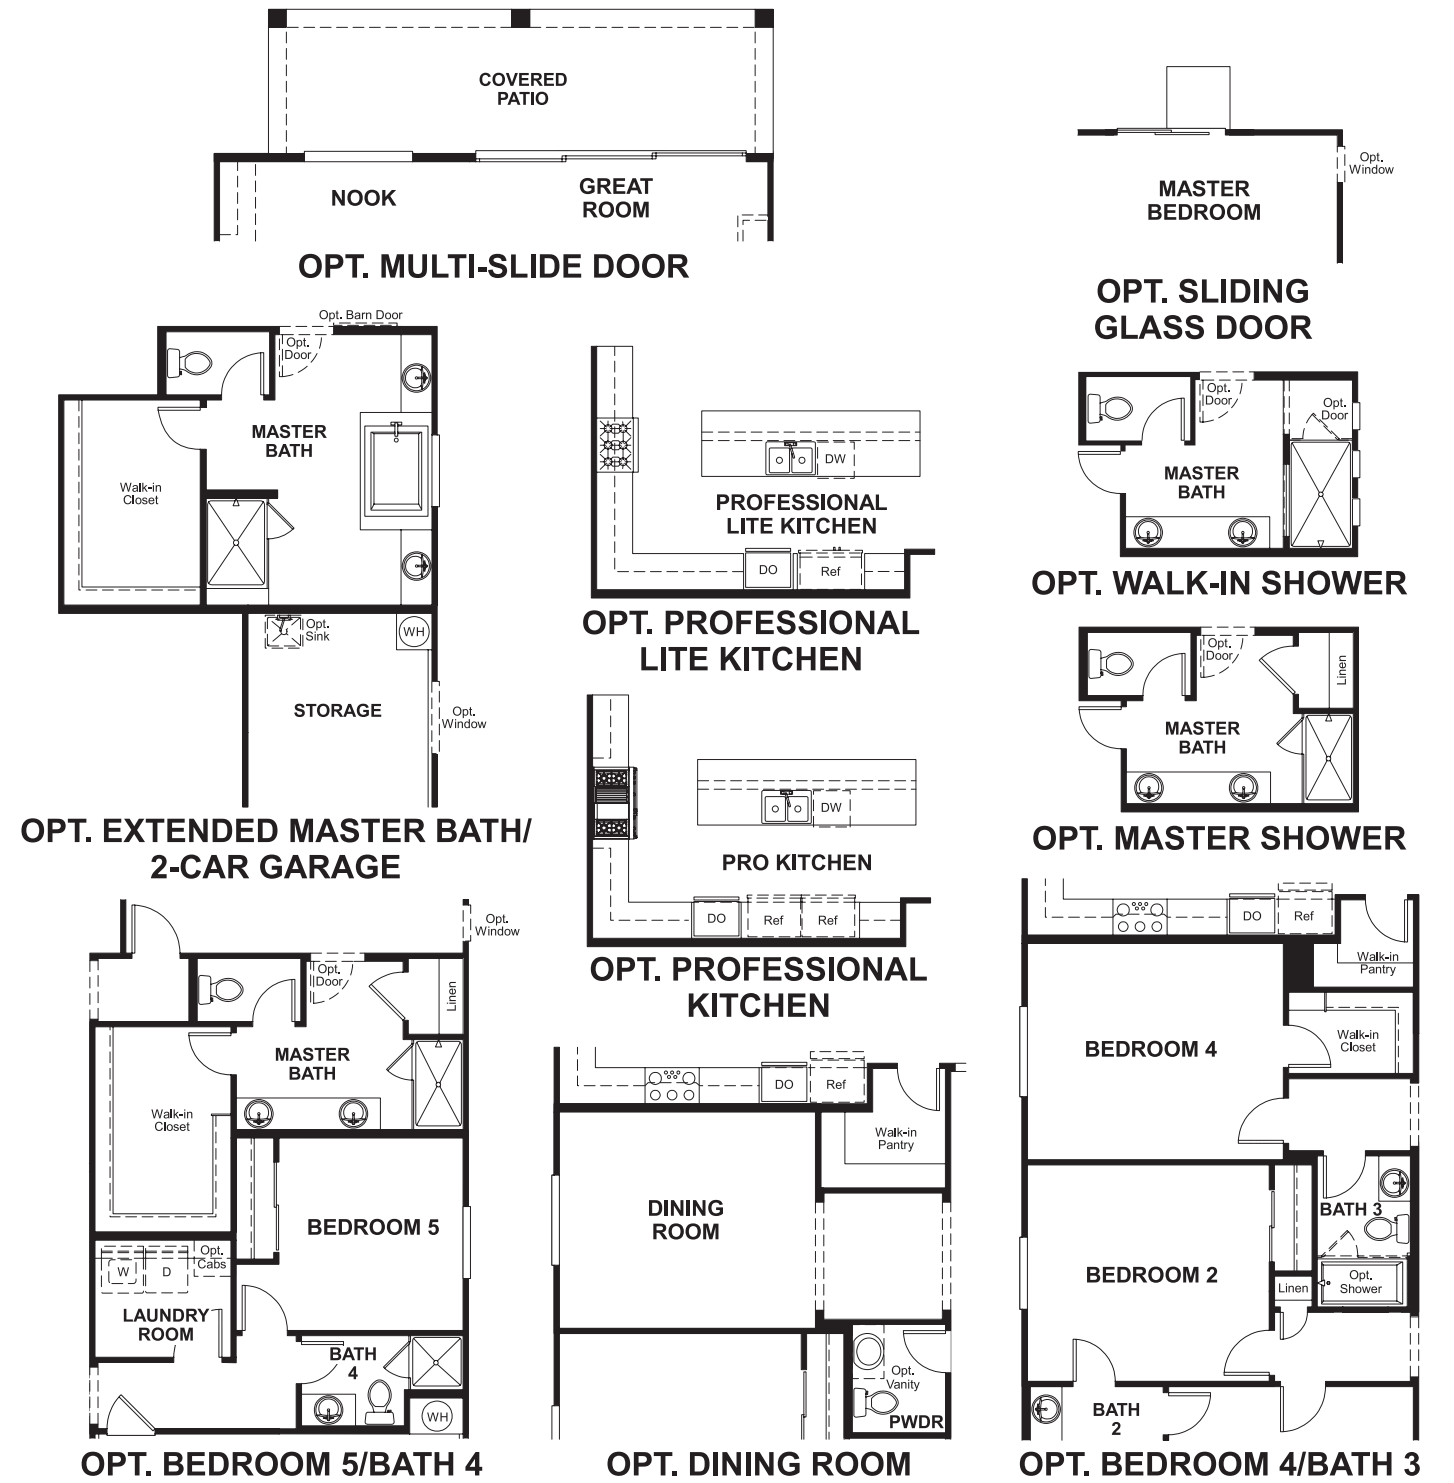 COVERED
PATIO
NOOK
GREAT
ROOM
OPT. MULTI-SLIDE DOOR
Opt.
Window
MASTER
BEDROOM
OPT. SLIDING
GLASS DOOR
Opt. Barn Door
Opt.
Door
MASTER
BATH
Walk-in
Closet
Opt.
Sink
WH
STORAGE
Opt.
Window
OPT. EXTENDED MASTER BATH/
2-CAR GARAGE
DW
PROFESSIONAL
LITE KITCHEN
DO
Ref
OPT. PROFESSIONAL
LITE KITCHEN
Opt.
Door
Opt.
Door
MASTER
BATH
OPT. WALK-IN SHOWER
Opt.
Door
Linen
MASTER
BATH
OPT. MASTER SHOWER
DW
PRO KITCHEN
DO
Ref
Ref
OPT. PROFESSIONAL
KITCHEN
Opt.
Window
Opt.
Door
Linen
MASTER
BATH
Walk-in
Closet
BEDROOM 5
Opt.
Cabs
W
D
LAUNDRY
ROOM
BATH
4
WH
OPT. BEDROOM 5/BATH 4
DO
Ref
Walk-in
Pantry
DINING
ROOM
Opt.
Vanity
PWDR
OPT. DINING ROOM
DO
Ref
Walk-in
Pantry
Walk-in
Closet
BEDROOM 4
BATH 3
BEDROOM 2
Linen
Opt.
Shower
BATH
2
OPT. BEDROOM 4/BATH 3